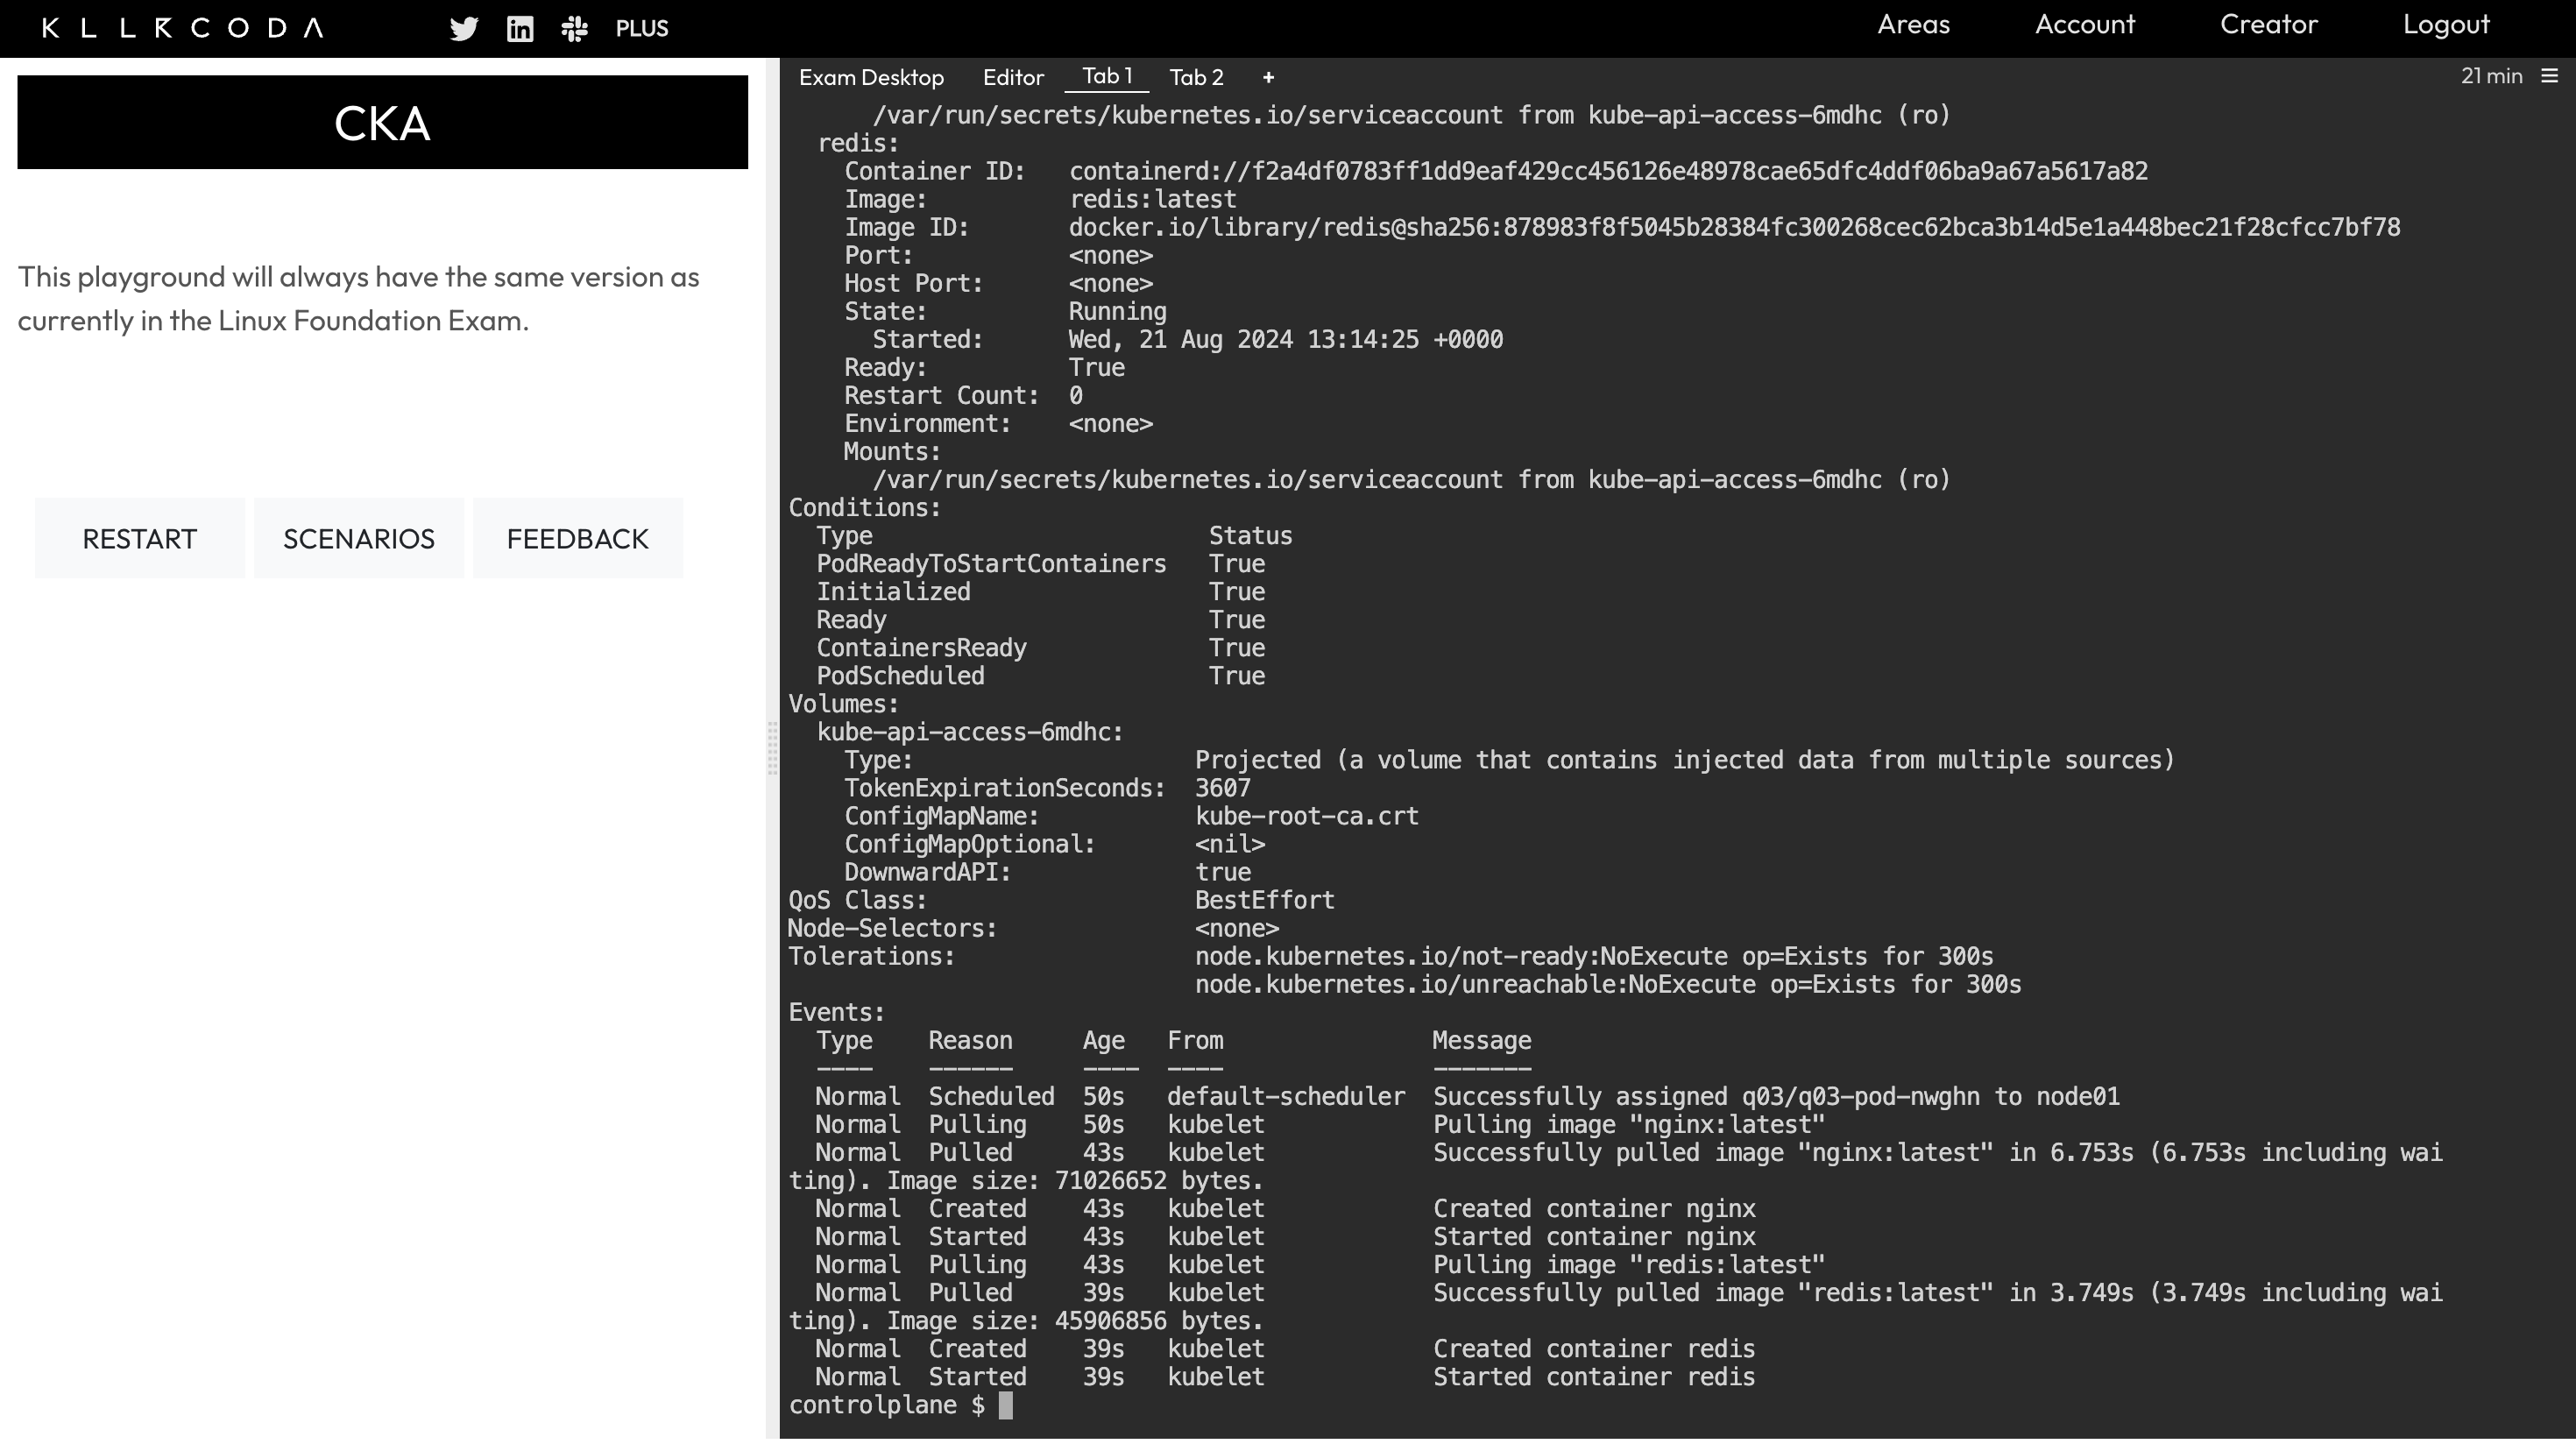 KLLRCODA PLUS Areas Account Creator Logout
CKA
This playground will always have the same version as
currently in the Linux Foundation Exam.
RESTART SCENARIOS FEEDBACK
Exam Desktop Editor Tab 1 Tab 2 + 21 min
/var/run/secrets/kubernetes.io/serviceaccount from kube-api-access-6mdhc (ro)
redis:
Container ID: containerd://f2a4df0783ff1dd9eaf429cc456126e48978cae65dfc4ddf06ba9a67a5617a82
Image: redis:latest
Image ID: docker.io/library/redis@sha256:878983f8f5045b28384fc300268cec62bca3b14d5e1a448bec21f28cfcc7bf78
Port: <none>
Host Port: <none>
State: Running
Started: Wed, 21 Aug 2024 13:14:25 +0000
Ready: True
Restart Count: 0
Environment: <none>
Mounts:
/var/run/secrets/kubernetes.io/serviceaccount from kube-api-access-6mdhc (ro)
Conditions:
Type Status
PodReadyToStartContainers True
Initialized True
Ready True
ContainersReady True
PodScheduled True
Volumes:
kube-api-access-6mdhc:
Type: Projected (a volume that contains injected data from multiple sources)
TokenExpirationSeconds: 3607
ConfigMapName: kube-root-ca.crt
ConfigMapOptional: <nil>
DownwardAPI: true
QoS Class: BestEffort
Node-Selectors: <none>
Tolerations: node.kubernetes.io/not-ready:NoExecute op=Exists for 300s
node.kubernetes.io/unreachable:NoExecute op=Exists for 300s
Events:
Type Reason Age From Message
---- ------ ---- ---- -------
Normal Scheduled 50s default-scheduler Successfully assigned q03/q03-pod-nwghn to node01
Normal Pulling 50s kubelet Pulling image "nginx:latest"
Normal Pulled 43s kubelet Successfully pulled image "nginx:latest" in 6.753s (6.753s including wai
ting). Image size: 71026652 bytes.
Normal Created 43s kubelet Created container nginx
Normal Started 43s kubelet Started container nginx
Normal Pulling 43s kubelet Pulling image "redis:latest"
Normal Pulled 39s kubelet Successfully pulled image "redis:latest" in 3.749s (3.749s including wai
ting). Image size: 45906856 bytes.
Normal Created 39s kubelet Created container redis
Normal Started 39s kubelet Started container redis
controlplane $